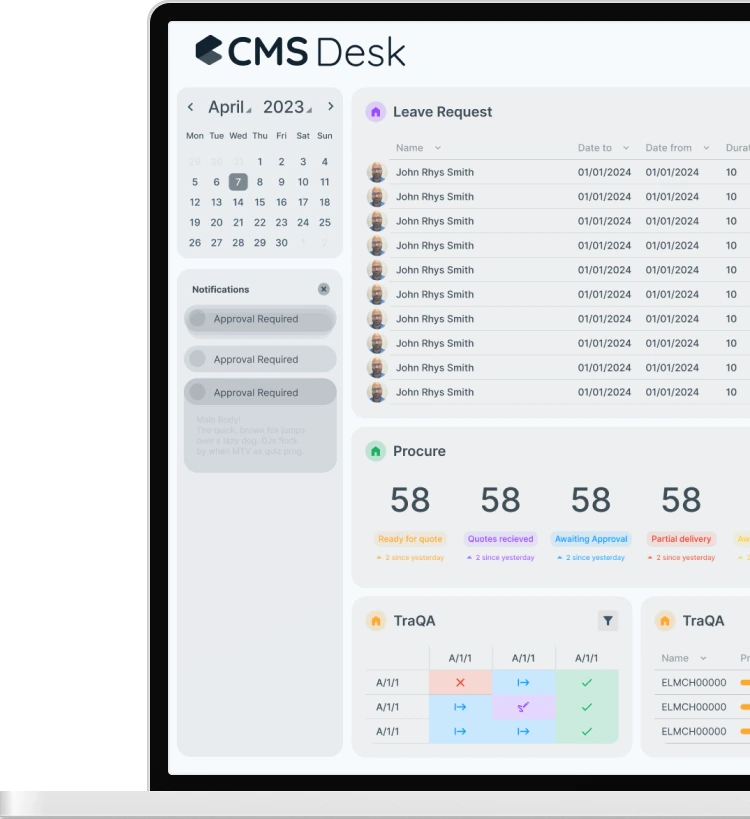 CMS Desk
April 2023
Mon Tue Wed Thu Fri Sat Sun
29 30 31 1 2 3 4
5 6 7 8 9 10 11
12 13 14 15 16 17 18
19 20 21 22 23 24 25
26 27 28 29 30 1 2
Notifications
Approval Required
Approval Required
Approval Required
Main Body!
The quick, brown fox jumps
over a lazy dog. DJs flock
by when MTV ax quiz prog.
Leave Request
Name Date to Date from Durat
John Rhys Smith 01/01/2024 01/01/2024 10
John Rhys Smith 01/01/2024 01/01/2024 10
John Rhys Smith 01/01/2024 01/01/2024 10
John Rhys Smith 01/01/2024 01/01/2024 10
John Rhys Smith 01/01/2024 01/01/2024 10
John Rhys Smith 01/01/2024 01/01/2024 10
John Rhys Smith 01/01/2024 01/01/2024 10
John Rhys Smith 01/01/2024 01/01/2024 10
John Rhys Smith 01/01/2024 01/01/2024 10
John Rhys Smith 01/01/2024 01/01/2024 10
Procure
58 58 58 58
Ready for quote Quotes recieved Awaiting Approval Partial delivery
2 since yesterday 2 since yesterday 2 since yesterday 2 since yesterday
TraQA
A/1/1 A/1/1 A/1/1
A/1/1
A/1/1
A/1/1
TraQA
Name Pr
ELMCH00000
ELMCH00000
ELMCH00000